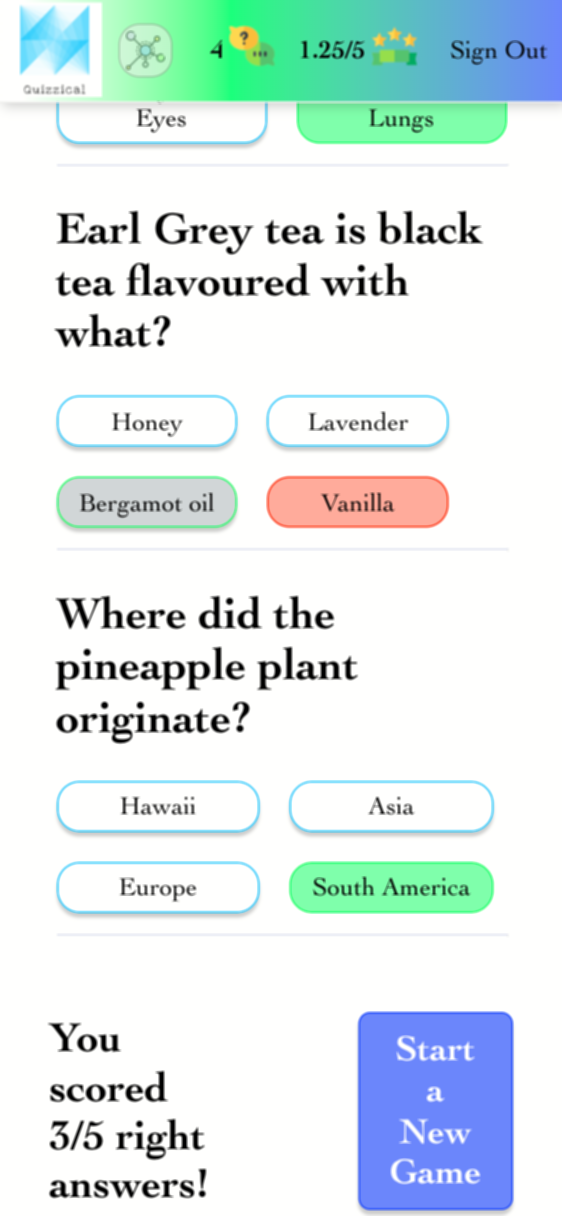 Quizzical
4
1.25/5
Sign Out
Eyes
Lungs
Earl Grey tea is black
tea flavoured with
what?
Honey
Lavender
Bergamot oil
Vanilla
Where did the
pineapple plant
originate?
Hawaii
Asia
Europe
South America
You
scored
3/5 right
answers!
Start
a
New
Game